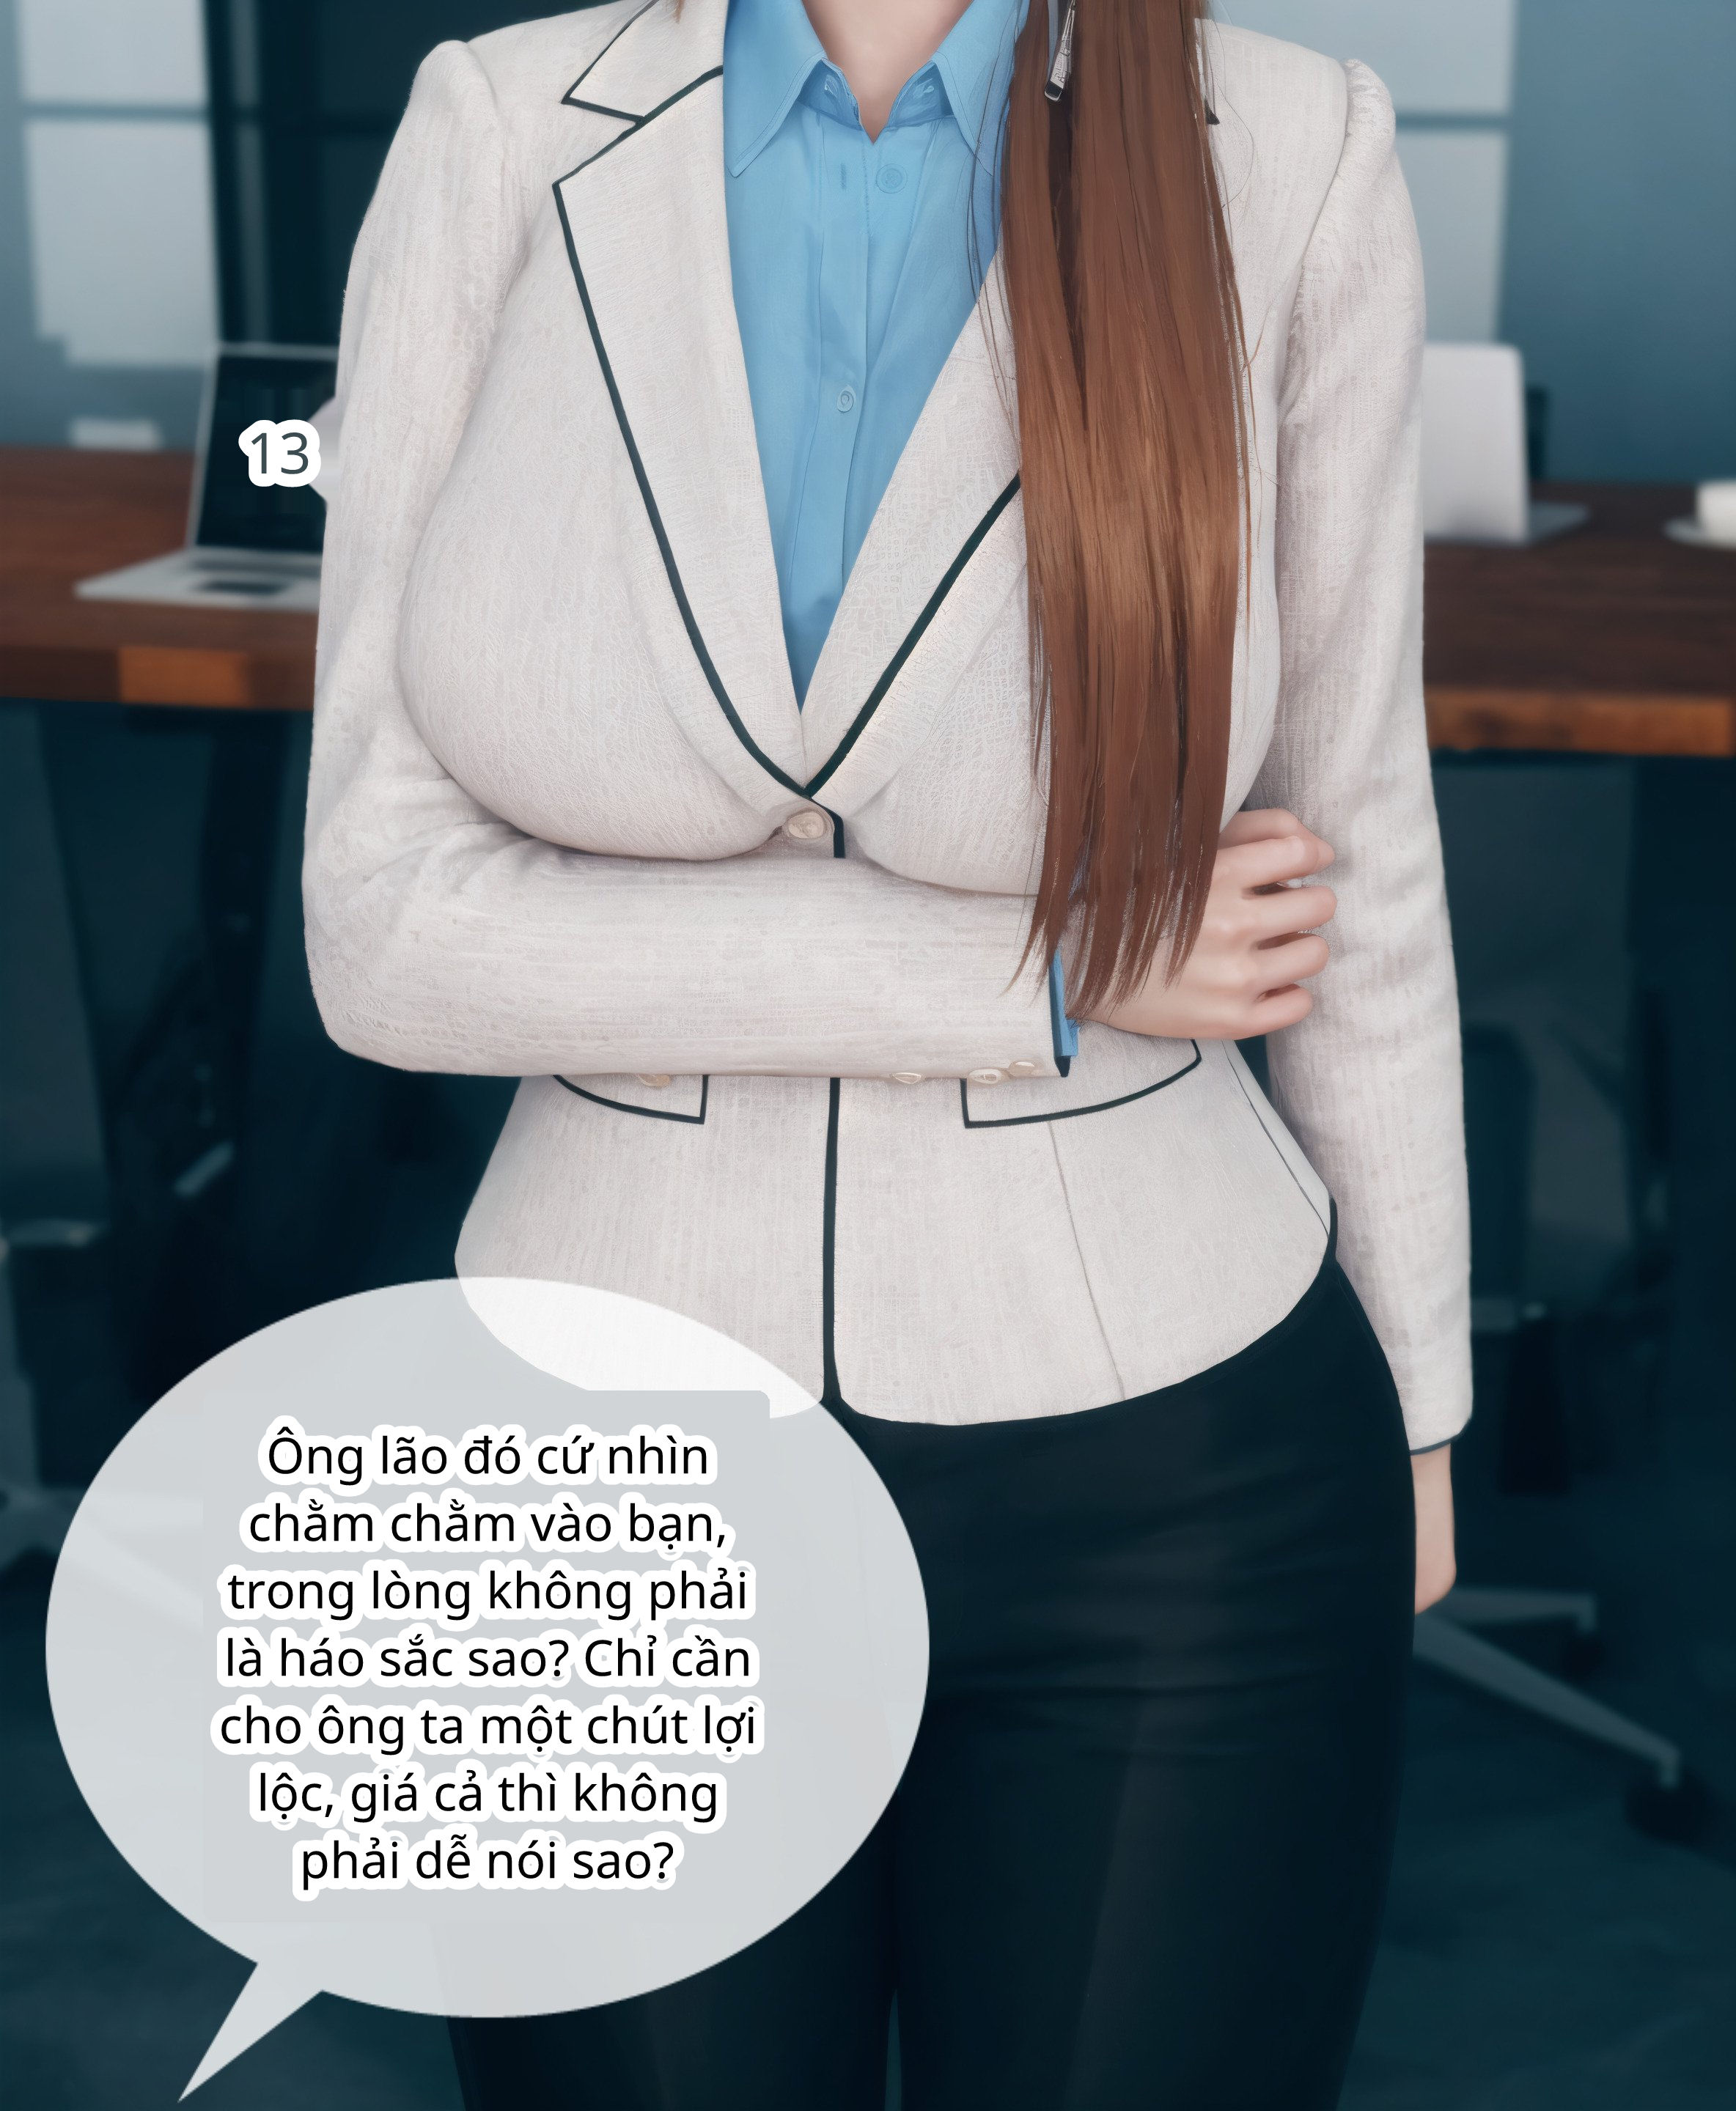 13
Ông lão đó cứ nhìn
chằm chằm vào bạn,
trong lòng không phải
là háo sắc sao? Chỉ cần
cho ông ta một chút lợi
lộc, giá cả thì không
phải dễ nói sao?